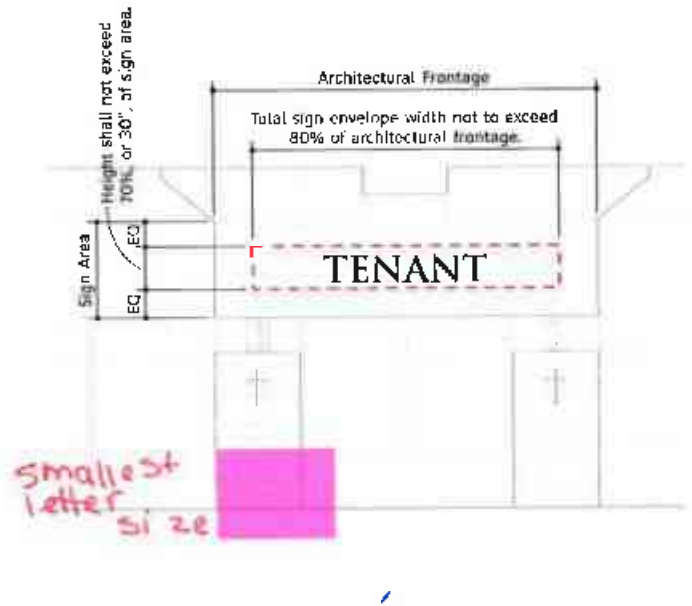 Height shall not exceed
70%, or 30", of sign area.
Architectural Frontage
Total sign envelope width not to exceed
80% of architectural frontage.
Sign Area
EQ
EQ
TENANT
smallest
letter
size